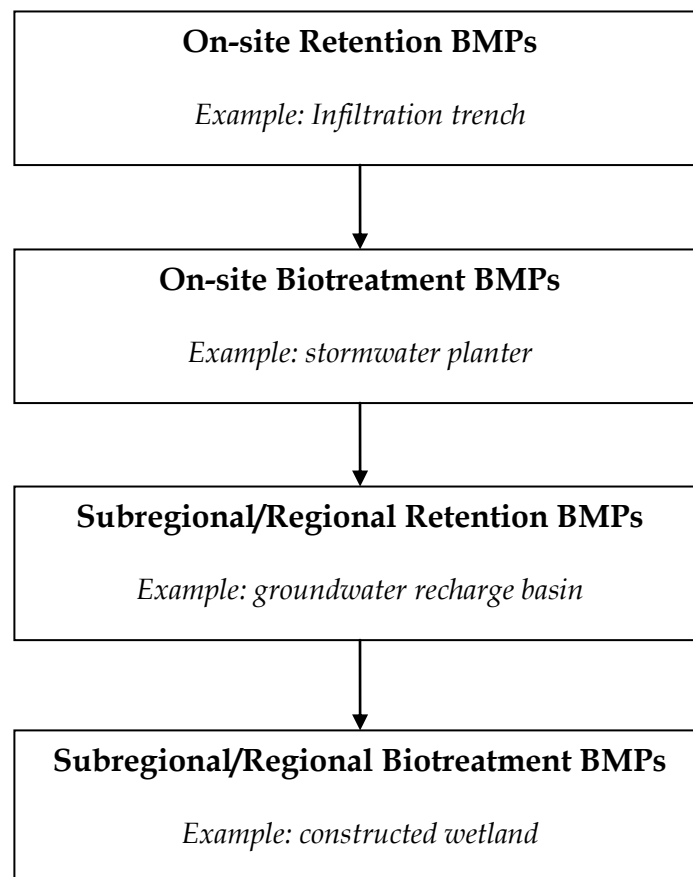 On-site Retention BMPs
Example: Infiltration trench
On-site Biotreatment BMPs
Example: stormwater planter
Subregional/Regional Retention BMPs
Example: groundwater recharge basin
Subregional/Regional Biotreatment BMPs
Example: constructed wetland